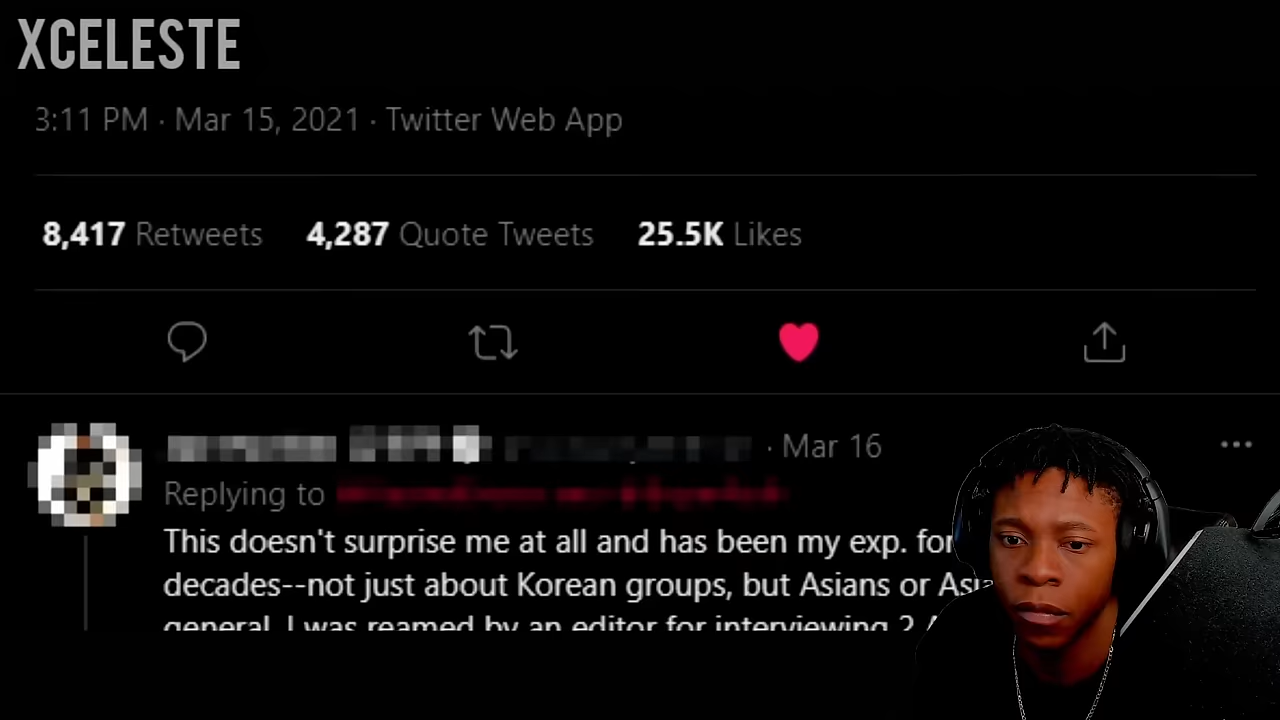 XCELESTE
3:11 PM · Mar 15, 2021 · Twitter Web App
8,417 Retweets 4,287 Quote Tweets 25.5K Likes
· Mar 16
Replying to
This doesn't surprise me at all and has been my exp. for
decades--not just about Korean groups, but Asians or
general. I was reamed by an editor for interviewing 2